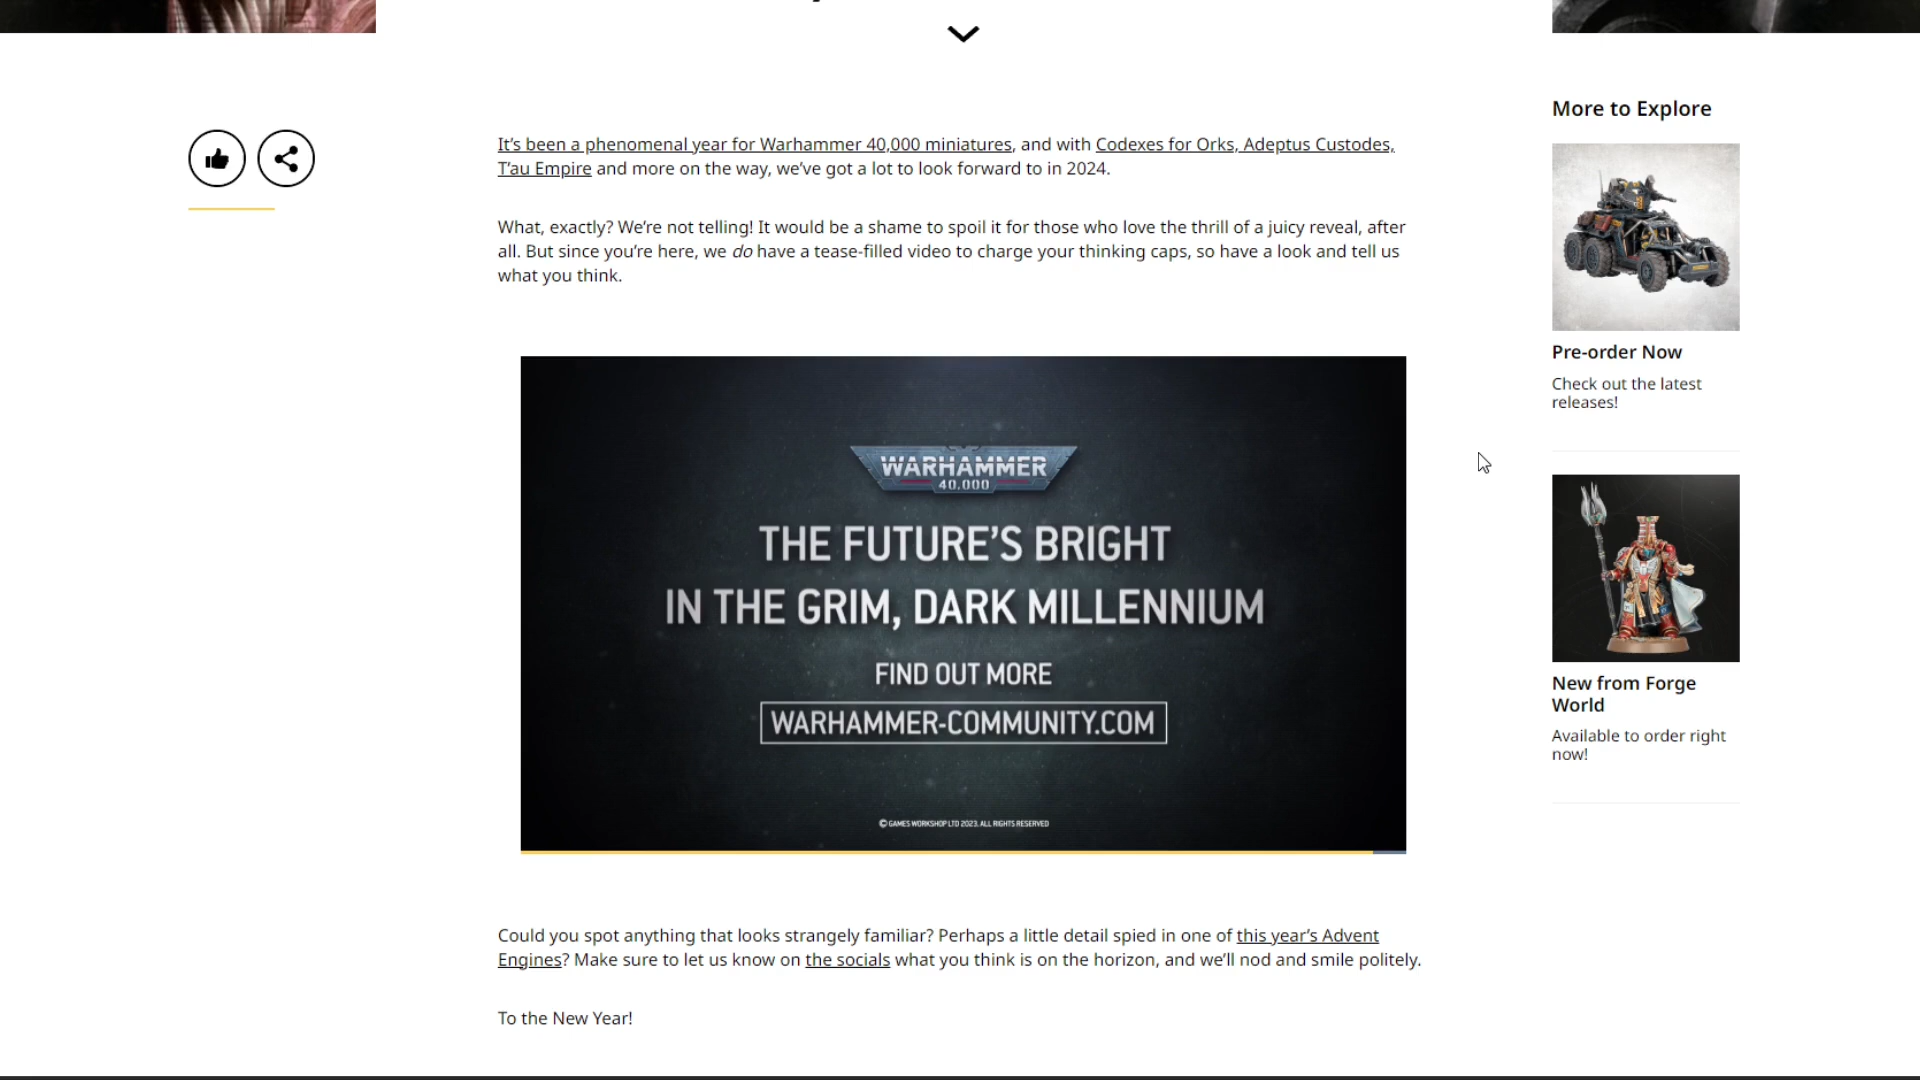 It’s been a phenomenal year for Warhammer 40,000 miniatures, and with Codexes for Orks, Adeptus Custodes,
T’au Empire and more on the way, we’ve got a lot to look forward to in 2024.
What, exactly? We’re not telling! It would be a shame to spoil it for those who love the thrill of a juicy reveal, after
all. But since you’re here, we do have a tease-filled video to charge your thinking caps, so have a look and tell us
what you think.
WARHAMMER
40,000
THE FUTURE’S BRIGHT
IN THE GRIM, DARK MILLENNIUM
FIND OUT MORE
WARHAMMER-COMMUNITY.COM
© GAMES WORKSHOP LTD 2023. ALL RIGHTS RESERVED
Could you spot anything that looks strangely familiar? Perhaps a little detail spied in one of this year’s Advent
Engines? Make sure to let us know on the socials what you think is on the horizon, and we’ll nod and smile politely.
To the New Year!
More to Explore
Pre-order Now
Check out the latest
releases!
New from Forge
World
Available to order right
now!